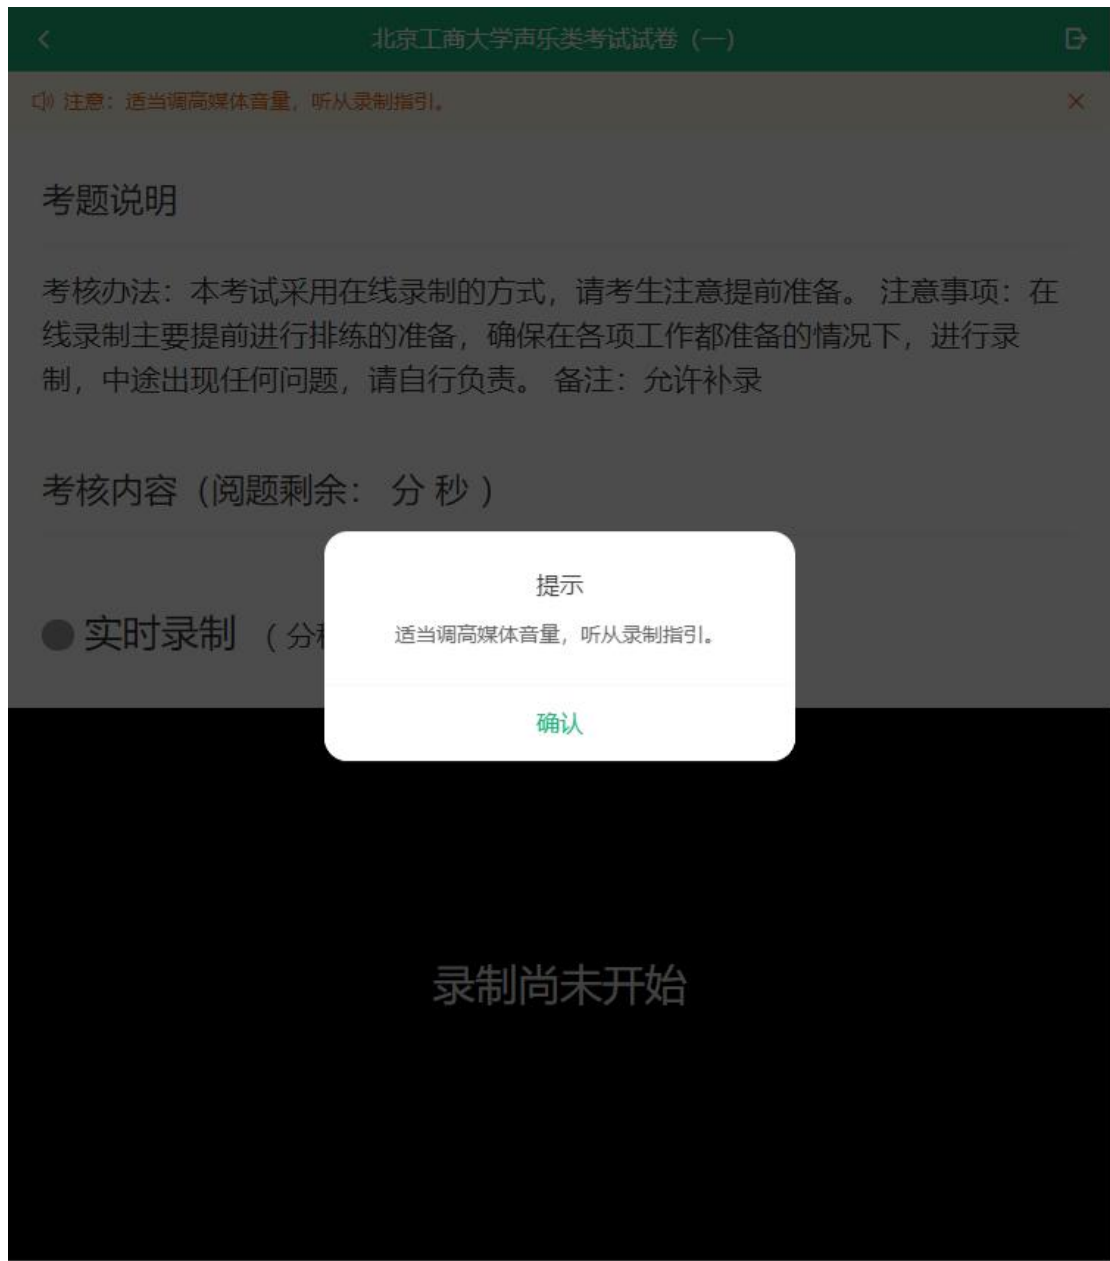 北京工商大学声乐类考试试卷（一）
注意：适当调高媒体音量，听从录制指引。
考题说明
考核办法：本考试采用在线录制的方式，请考生注意提前准备。 注意事项：在
线录制主要提前进行排练的准备，确保在各项工作都准备的情况下，进行录
制，中途出现任何问题，请自行负责。 备注：允许补录
考核内容（阅题剩余： 分 秒 ）
提示
适当调高媒体音量，听从录制指引。
确认
实时录制 （ 分
录制尚未开始